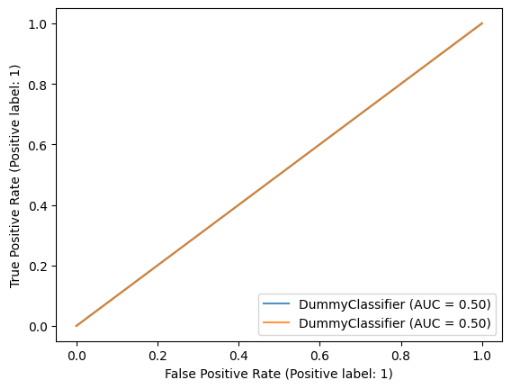 1.0
0.8
0.6
0.4
0.2
0.0
True Positive Rate (Positive label: 1)
DummyClassifier (AUC = 0.50)
DummyClassifier (AUC = 0.50)
0.0 0.2 0.4 0.6 0.8 1.0
False Positive Rate (Positive label: 1)